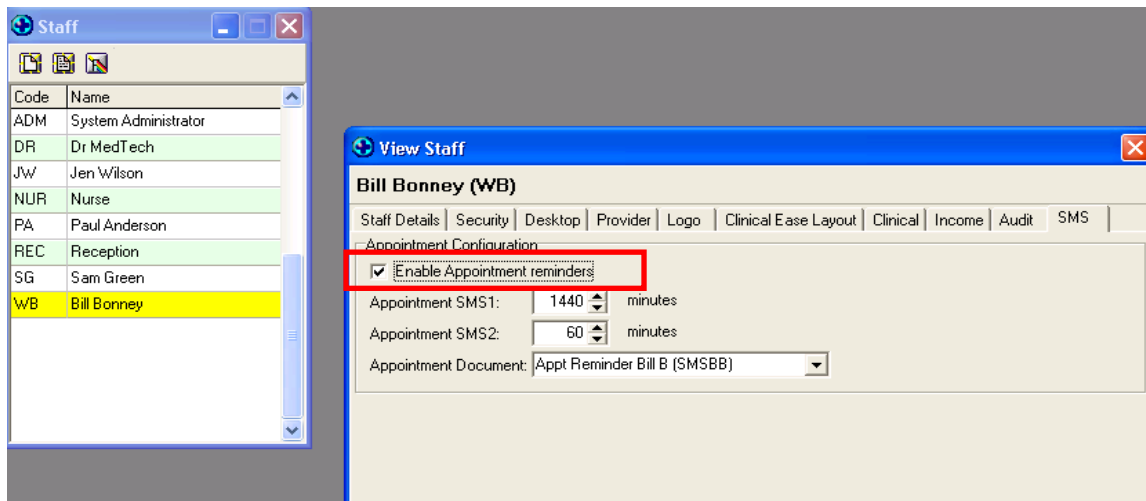 Staff
Code Name
ADM System Administrator
DR Dr MedTech
JW Jen Wilson
NUR Nurse
PA Paul Anderson
REC Reception
SG Sam Green
WB Bill Bonney
View Staff
Bill Bonney (WB)
Staff Details Security Desktop Provider Logo Clinical Ease Layout Clinical Income Audit SMS
Appointment Configuration
Enable Appointment reminders
Appointment SMS1: 1440 minutes
Appointment SMS2: 60 minutes
Appointment Document: Appt Reminder Bill B (SMSBB)